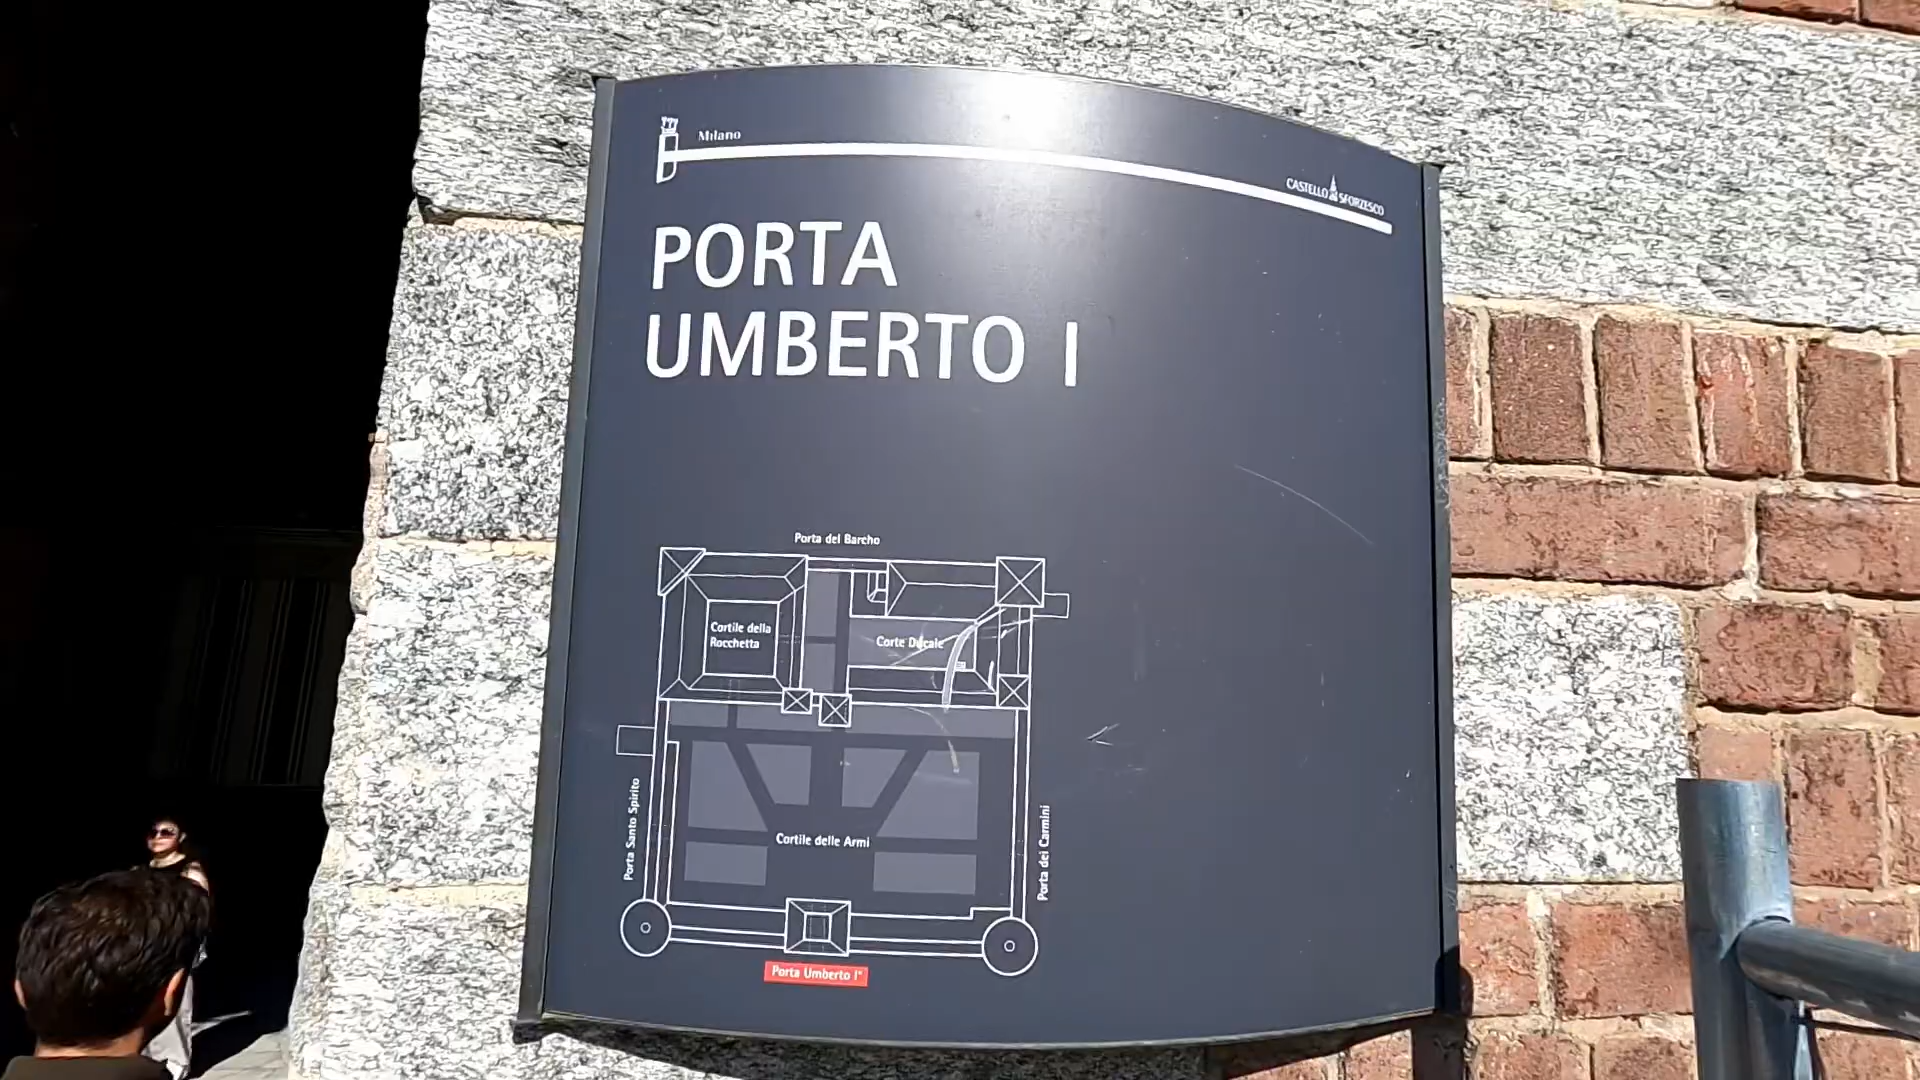 Milano
CASTELLO SFORZESCO
PORTA
UMBERTO I
Porta del Barcho
Cortile della
Rocchetta
Corte Ducale
Porta Santo Spirito
Cortile delle Armi
Porta dei Carmini
Porta Umberto I°